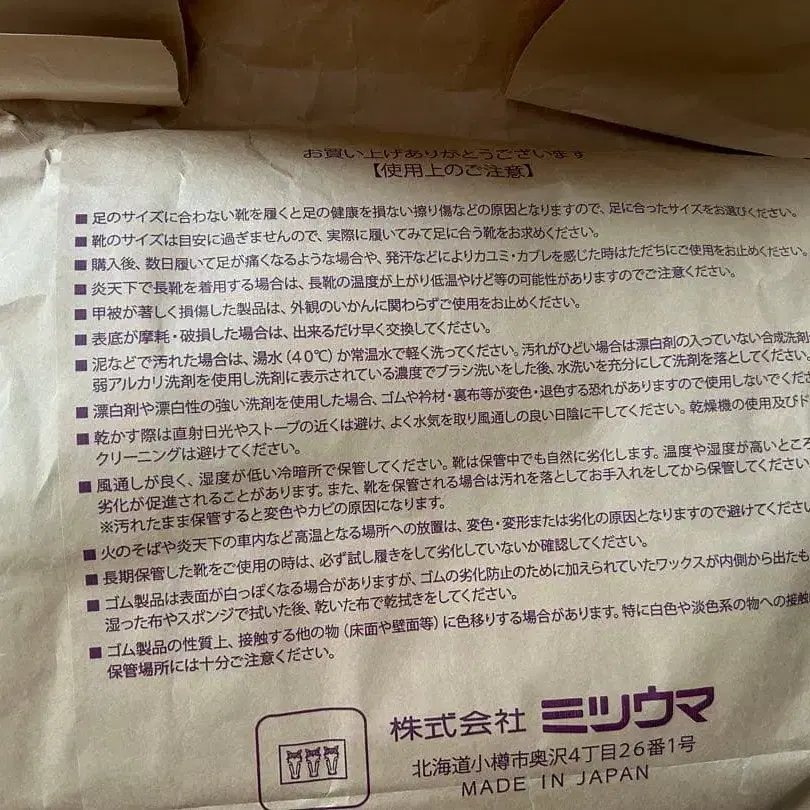 お買い上げありがとうございます
【使用上のご注意】
■ 足のサイズに合わない靴を履くと足の健康を損ない擦り傷などの原因となりますので、足に合ったサイズをお選びください。
■ 靴のサイズは目安に過ぎませんので、実際に履いてみて足に合う靴をお求めください。
■ 購入後、数日履いて足が痛くなるような場合や、発汗などによりカユミ・カブレを感じた時はただちにご使用をお止めください。
■ 炎天下で長靴を着用する場合は、長靴の温度が上がり低温やけど等の可能性がありますのでご注意ください。
■ 甲被が著しく損傷した製品は、外観のいかんに関わらずご使用をお止めください。
■ 表底が摩耗・破損した場合は、出来るだけ早く交換してください。
■ 泥などで汚れた場合は、湯水（40℃）か常温水で軽く洗ってください。汚れがひどい場合は漂白剤の入っていない合成洗剤
弱アルカリ洗剤を使用し洗剤に表示されている濃度でブラシ洗いをした後、水洗いを充分にして洗剤を落としてください。
■ 漂白剤や漂白性の強い洗剤を使用した場合、ゴムや衿材・裏布等が変色・退色する恐れがありますので使用しないでくださ
■ 乾かす際は直射日光やストーブの近くは避け、よく水気を取り風通しの良い日陰に干してください。乾燥機の使用及びド
クリーニングは避けてください。
■ 風通しが良く、湿度が低い冷暗所で保管してください。靴は保管中でも自然に劣化します。温度や湿度が高いところ
劣化が促進されることがあります。また、靴を保管される場合は汚れを落としてお手入れをしてから保管してください
※汚れたまま保管すると変色やカビの原因になります。
■ 火のそばや炎天下の車内など高温となる場所への放置は、変色・変形または劣化の原因となりますので避けてください
■ 長期保管した靴をご使用の時は、必ず試し履きをして劣化していないか確認してください。
■ ゴム製品は表面が白っぽくなる場合がありますが、ゴムの劣化防止のために加えられていたワックスが内側から出たも
湿った布やスポンジで拭いた後、乾いた布で乾拭きをしてください。
■ ゴム製品の性質上、接触する他の物（床面や壁面等）に色移りする場合があります。特に白色や淡色系の物への接触
保管場所には十分ご注意ください。
株式会社 ミツウマ
北海道小樽市奥沢4丁目26番1号
MADE IN JAPAN